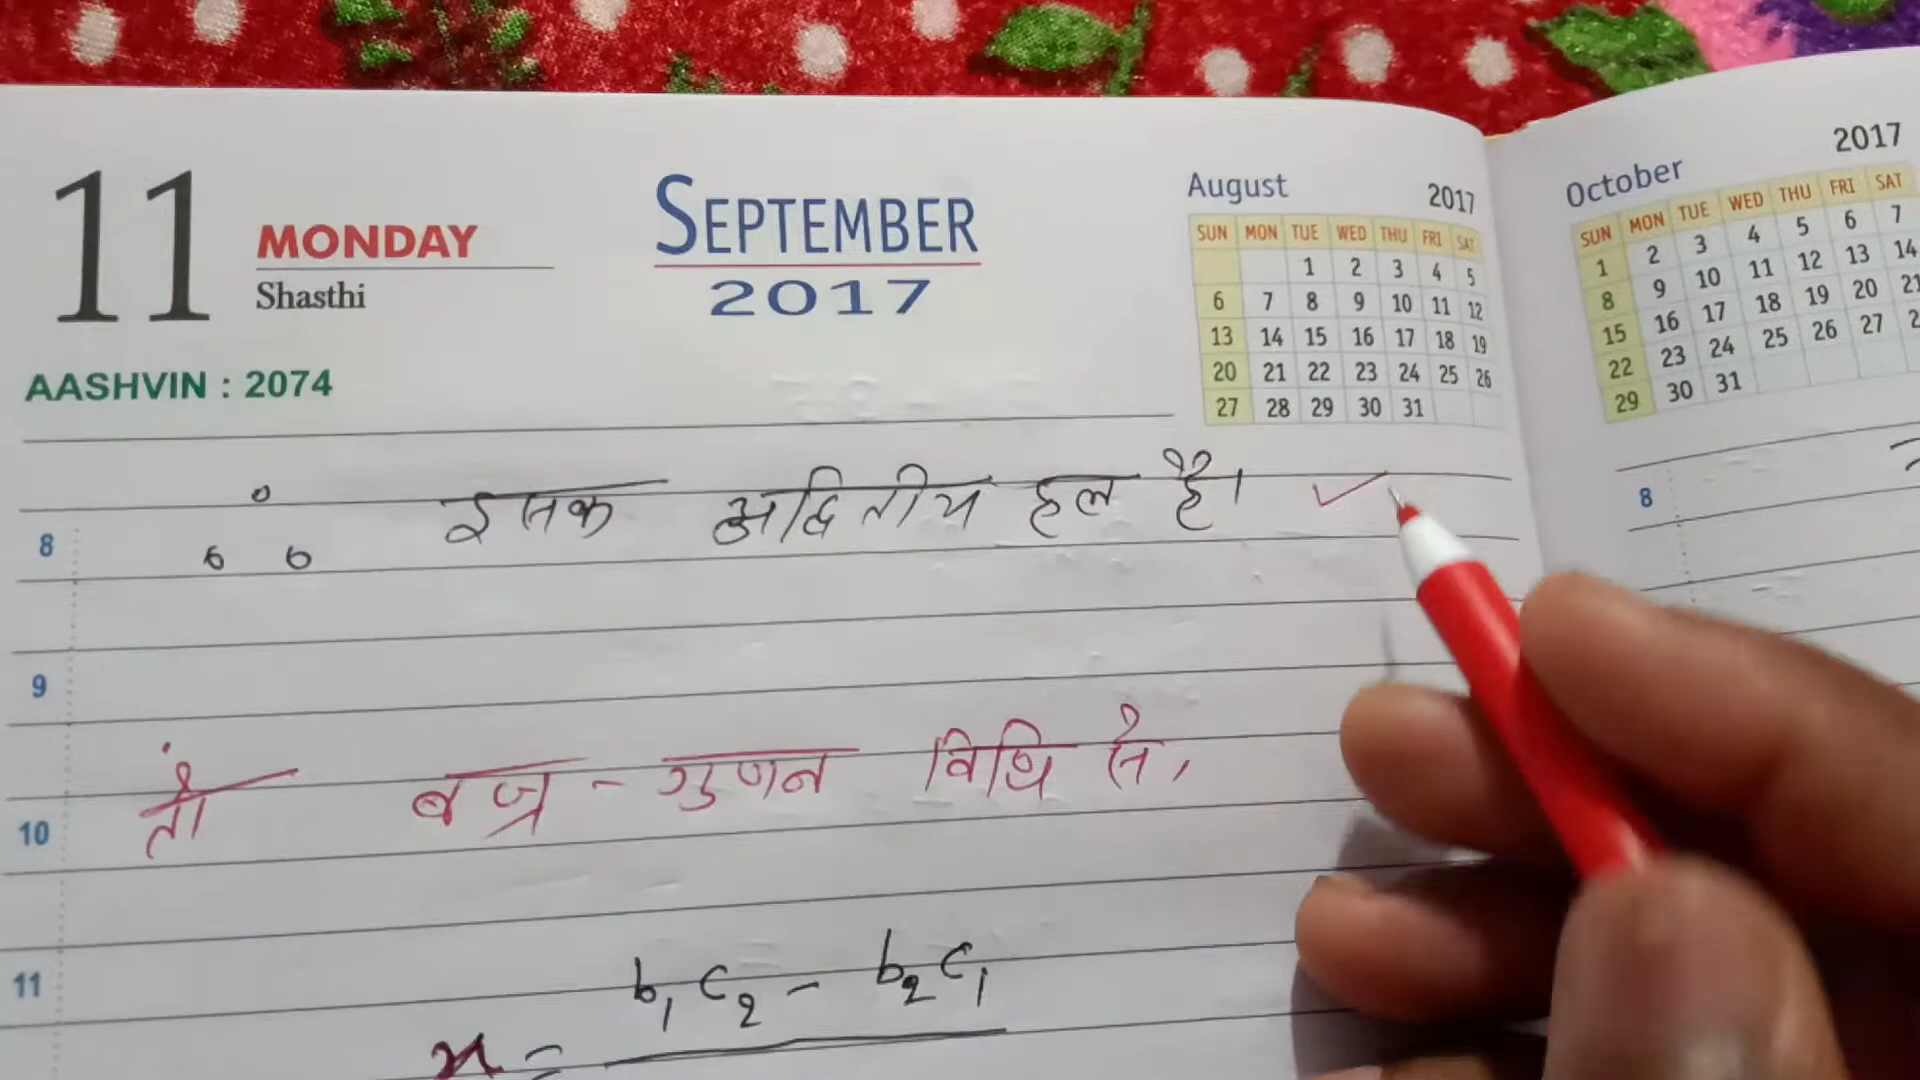 11 MONDAY
Shasthi
SEPTEMBER
2017
AASHVIN : 2074
August 2017
SUN MON TUE WED THU FRI SAT
1 2 3 4 5
6 7 8 9 10 11 12
13 14 15 16 17 18 19
20 21 22 23 24 25 26
27 28 29 30 31
October 2017
SUN MON TUE WED THU FRI SAT
1 2 3 4 5 6 7
8 9 10 11 12 13 14
15 16 17 18 19 20 21
22 23 24 25 26 27
29 30 31
8 ∴ इसक अद्वितीय हल है। ✓
9
10 तो बज्र - गुणन विधि से,
11 b₁c₂ - b₂c₁
x =
8